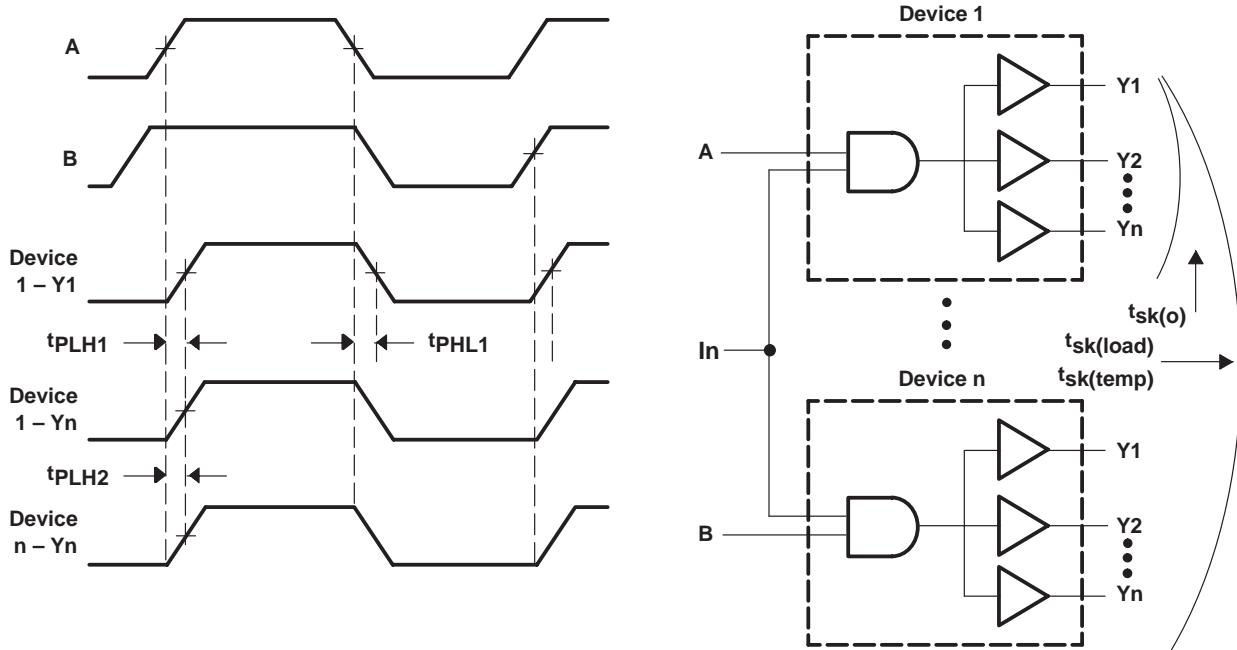 A
B
Device
1 – Y1
tPLH1
tPHL1
Device
1 – Yn
tPLH2
Device
n – Yn
Device 1
A
Y1
Y2
Yn
tsk(o)
In
tsk(load)
tsk(temp)
Device n
B
Y1
Y2
Yn